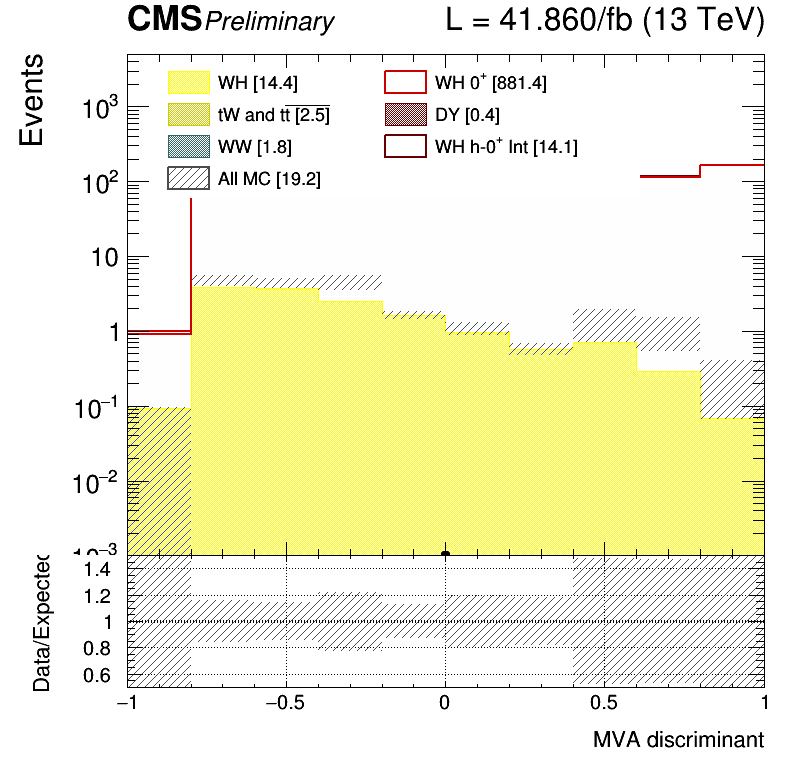 CMS Preliminary L = 41.860/fb (13 TeV)
Events
WH [14.4]
WH 0⁺ [881.4]
tW and tt̅ [2.5]
DY [0.4]
WW [1.8]
WH h-0⁺ Int [14.1]
All MC [19.2]
10³
10²
10
1
10⁻¹
10⁻²
10⁻³
Data/Expected
1.4
1.2
1
0.8
0.6
−1 −0.5 0 0.5 1
MVA discriminant